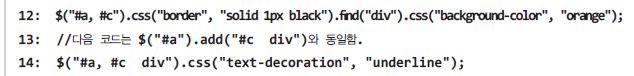 12: $("#a, #c").css("border", "solid 1px black").find("div").css("background-color", "orange");
13: //다음 코드는 $("#a").add("#c div")와 동일함.
14: $("#a, #c div").css("text-decoration", "underline");